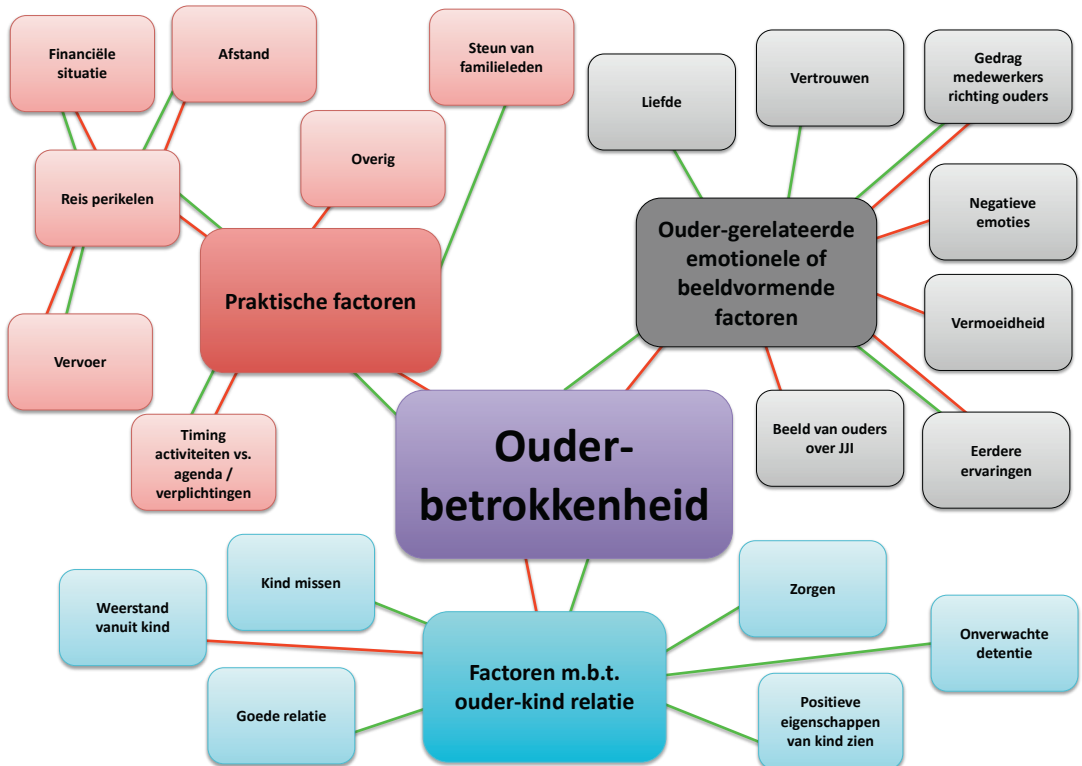 Financiële
situatie
Afstand
Steun van
familieleden
Reis perikelen
Overig
Praktische factoren
Vervoer
Timing
activiteiten vs.
agenda /
verplichtingen
Liefde
Vertrouwen
Gedrag
medewerkers
richting ouders
Negatieve
emoties
Ouder-gerelateerde
emotionele of
beeldvormende
factoren
Vermoeidheid
Beeld van ouders
over JJI
Eerdere
ervaringen
Ouder-
betrokkenheid
Kind missen
Weerstand
vanuit kind
Goede relatie
Factoren m.b.t.
ouder-kind relatie
Zorgen
Onverwachte
detentie
Positieve
eigenschappen
van kind zien